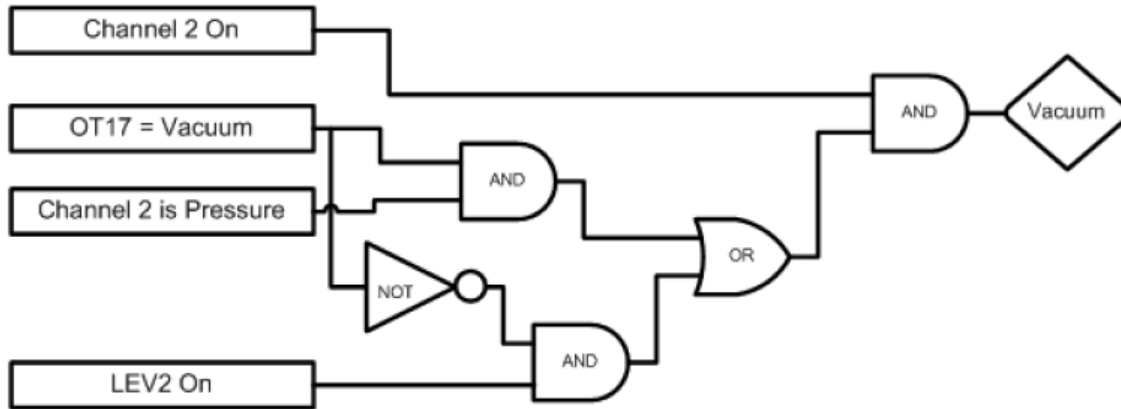 Channel 2 On
AND
Vacuum
OT17 = Vacuum
AND
Channel 2 is Pressure
OR
NOT
AND
LEV2 On